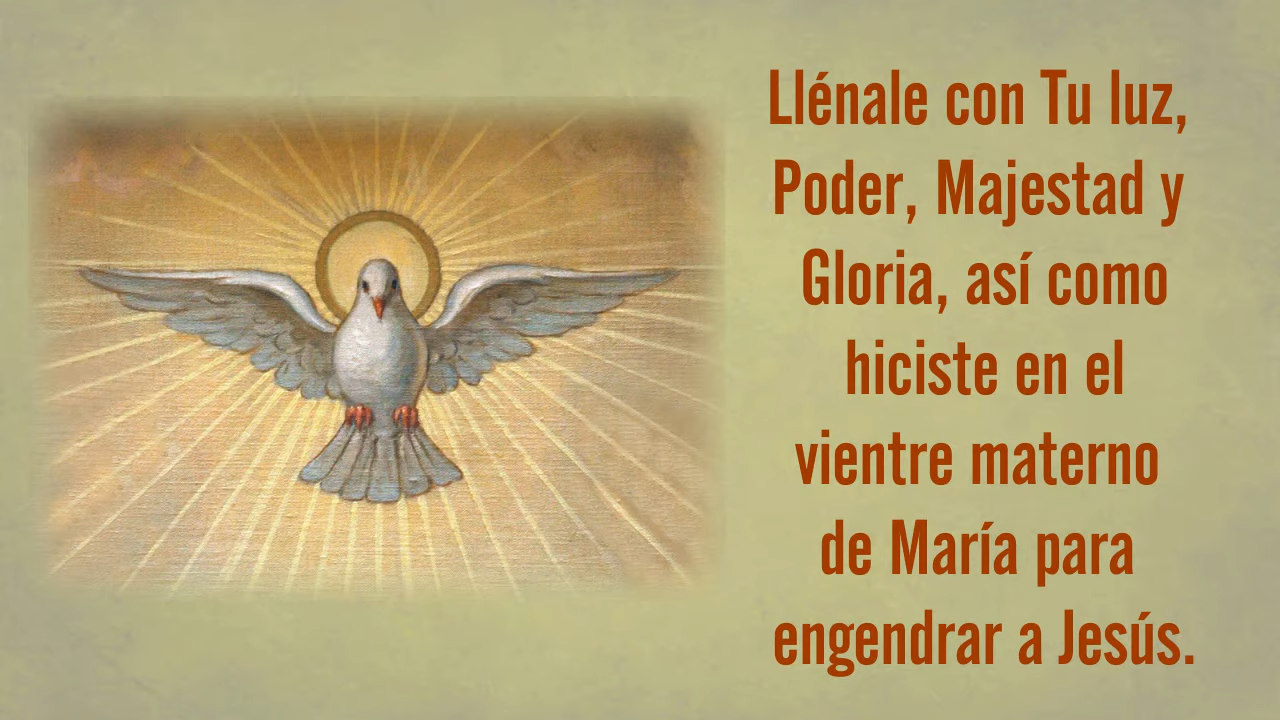 Llénale con Tu luz,
Poder, Majestad y
Gloria, así como
hiciste en el
vientre materno
de María para
engendrar a Jesús.